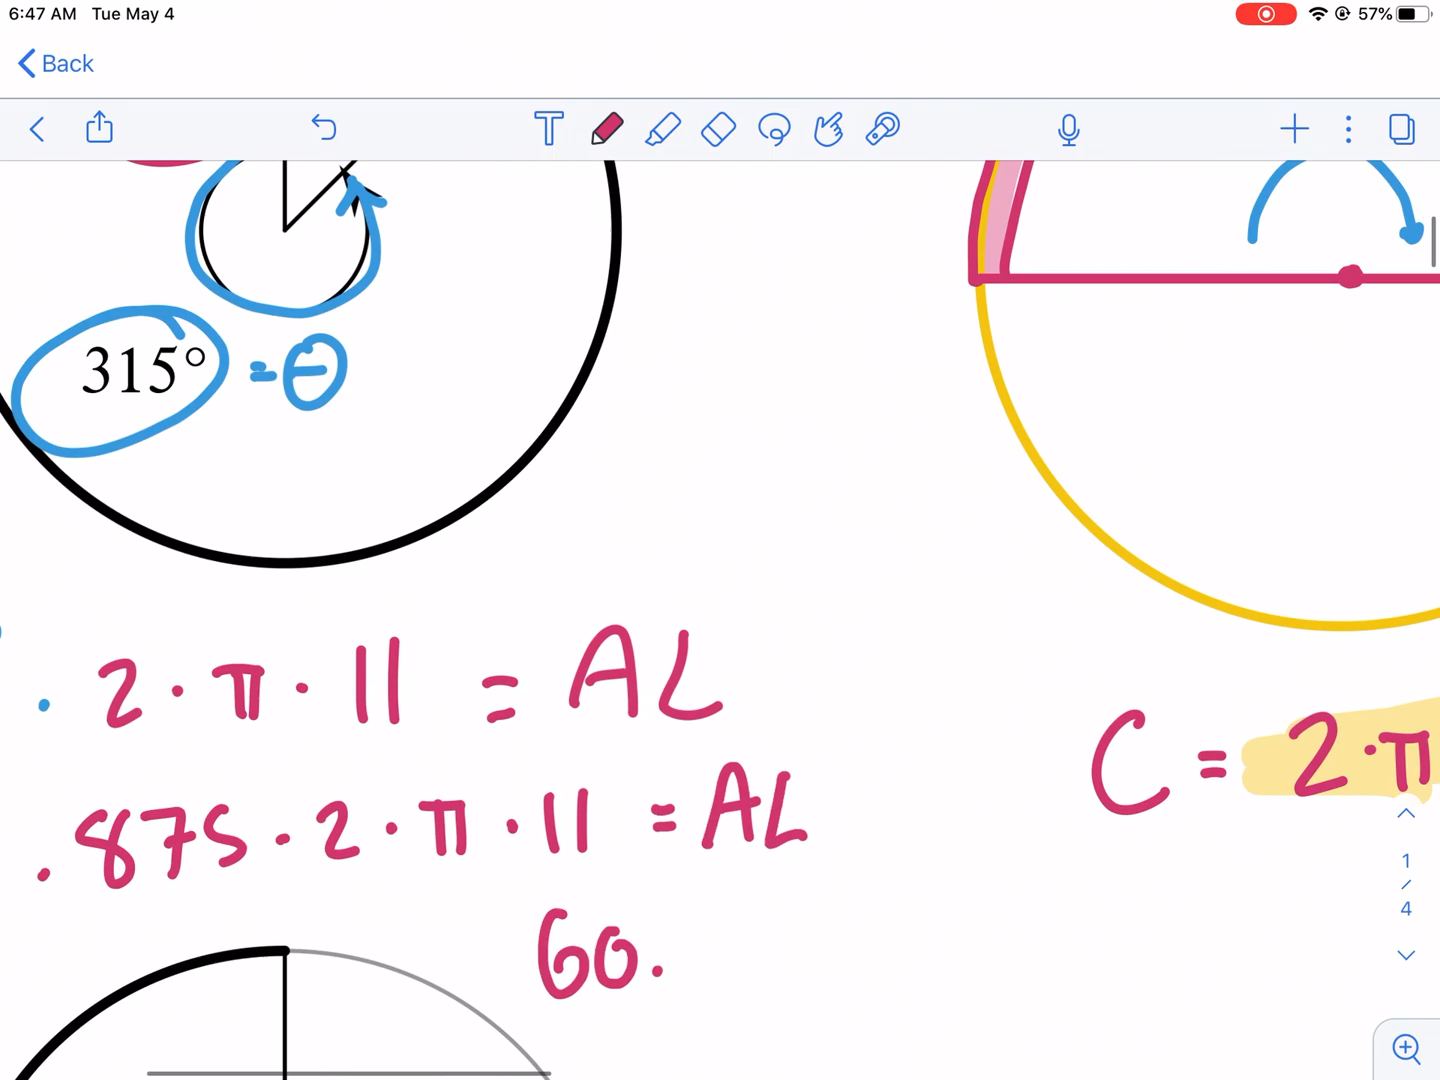 6:47 AM Tue May 4
57%
Back
T
315° = θ
· 2 · π · 11 = AL
.875 · 2 · π · 11 = AL
60.
C = 2 · π
1
/
4